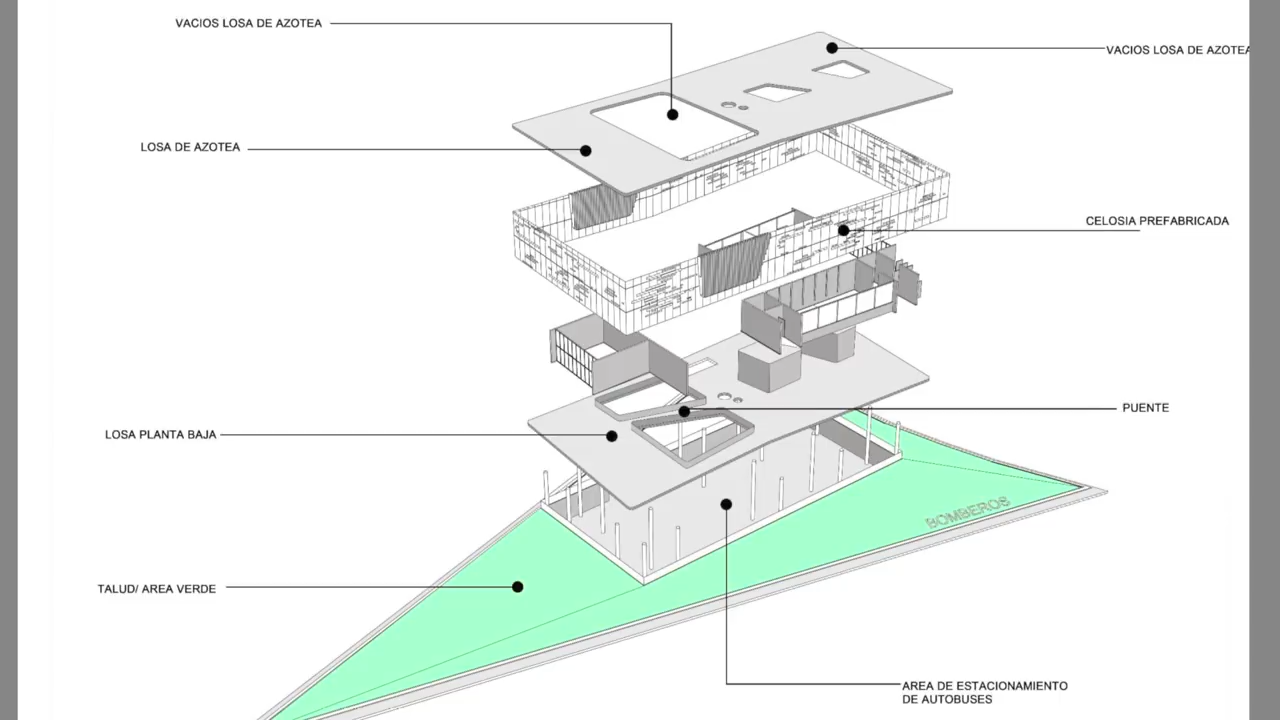 VACIOS LOSA DE AZOTEA
VACIOS LOSA DE AZOTEA
LOSA DE AZOTEA
CELOSIA PREFABRICADA
PUENTE
LOSA PLANTA BAJA
BOMBEROS
TALUD/ AREA VERDE
AREA DE ESTACIONAMIENTO
DE AUTOBUSES